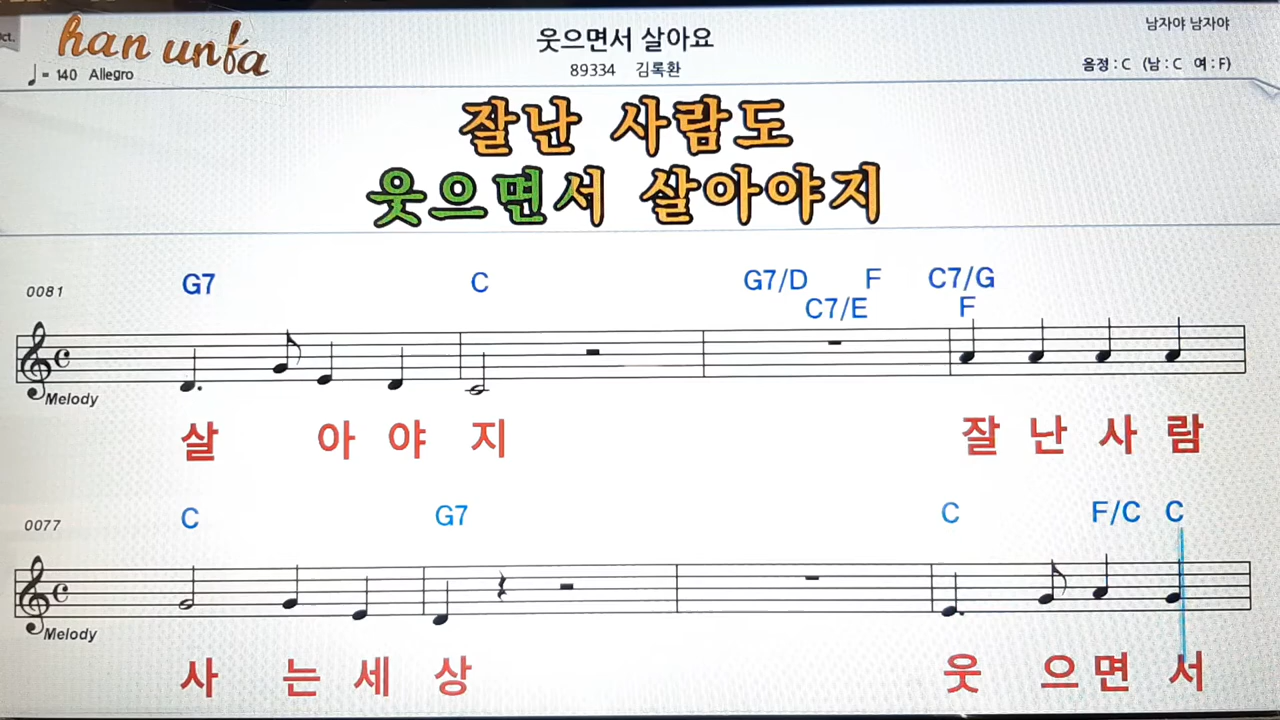 ct.
han unfa
♩ = 140 Allegro
웃으면서 살아요
89334 김록환
남자야 남자야
음정 : C (남 : C 여 : F)
잘난 사람도
웃으면서 살아야지
0081
G7 C G7/D F C7/G
C7/E F
Melody
살 아 야 지 잘 난 사 람
0077
C G7 C F/C C
Melody
사 는 세 상 웃 으 면 서